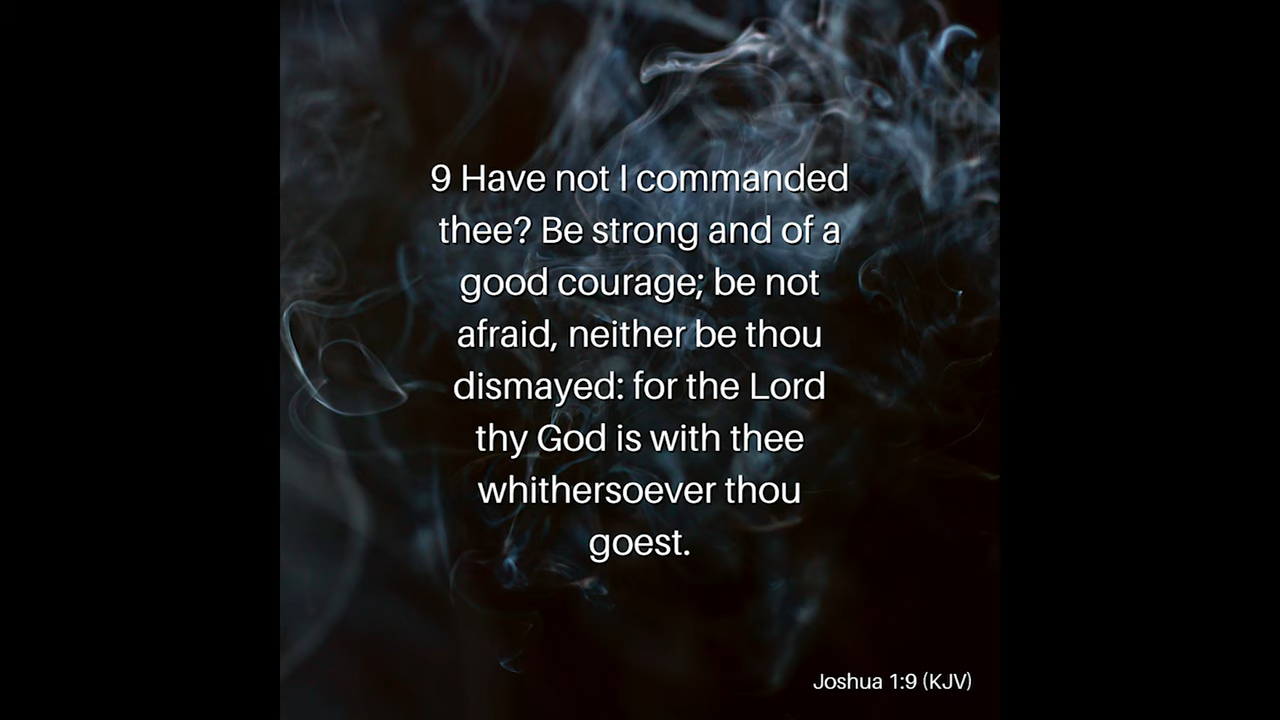 9 Have not I commanded
thee? Be strong and of a
good courage; be not
afraid, neither be thou
dismayed: for the Lord
thy God is with thee
whithersoever thou
goest.
Joshua 1:9 (KJV)